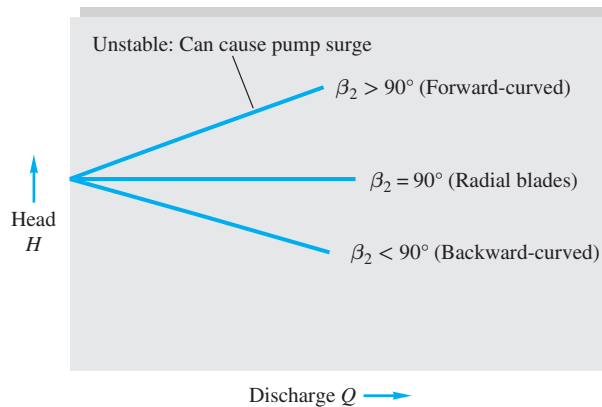 Unstable: Can cause pump surge
β₂ > 90° (Forward-curved)
β₂ = 90° (Radial blades)
Head
H
β₂ < 90° (Backward-curved)
Discharge Q